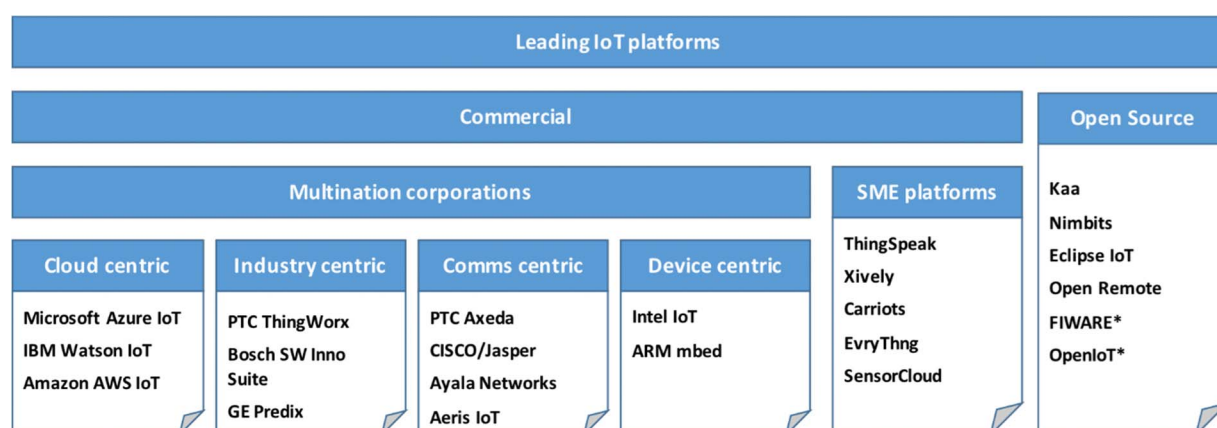 Leading IoT platforms
Commercial
Open Source
Multination corporations
SME platforms
Cloud centric
Industry centric
Comms centric
Device centric
Microsoft Azure IoT
IBM Watson IoT
Amazon AWS IoT
PTC ThingWorx
Bosch SW Inno
Suite
GE Predix
PTC Axeda
CISCO/Jasper
Ayala Networks
Aeris IoT
Intel IoT
ARM mbed
ThingSpeak
Xively
Carriots
EvryThng
SensorCloud
Kaa
Nimbits
Eclipse IoT
Open Remote
FIWARE*
OpenIoT*